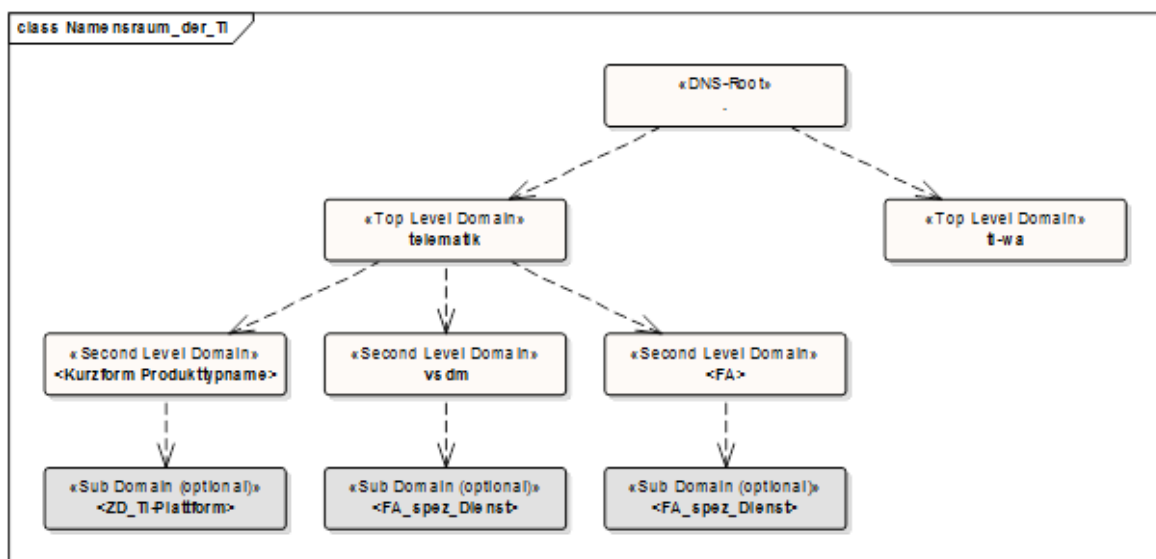 class Namensraum_der_TI
«DNS-Root»
.
«Top Level Domain»
telematik
«Top Level Domain»
ti-wa
«Second Level Domain»
<Kurzform Produkttypname>
«Second Level Domain»
vsdm
«Second Level Domain»
<FA>
«Sub Domain (optional)»
<ZD_TI-Plattform>
«Sub Domain (optional)»
<FA_spez_Dienst>
«Sub Domain (optional)»
<FA_spez_Dienst>